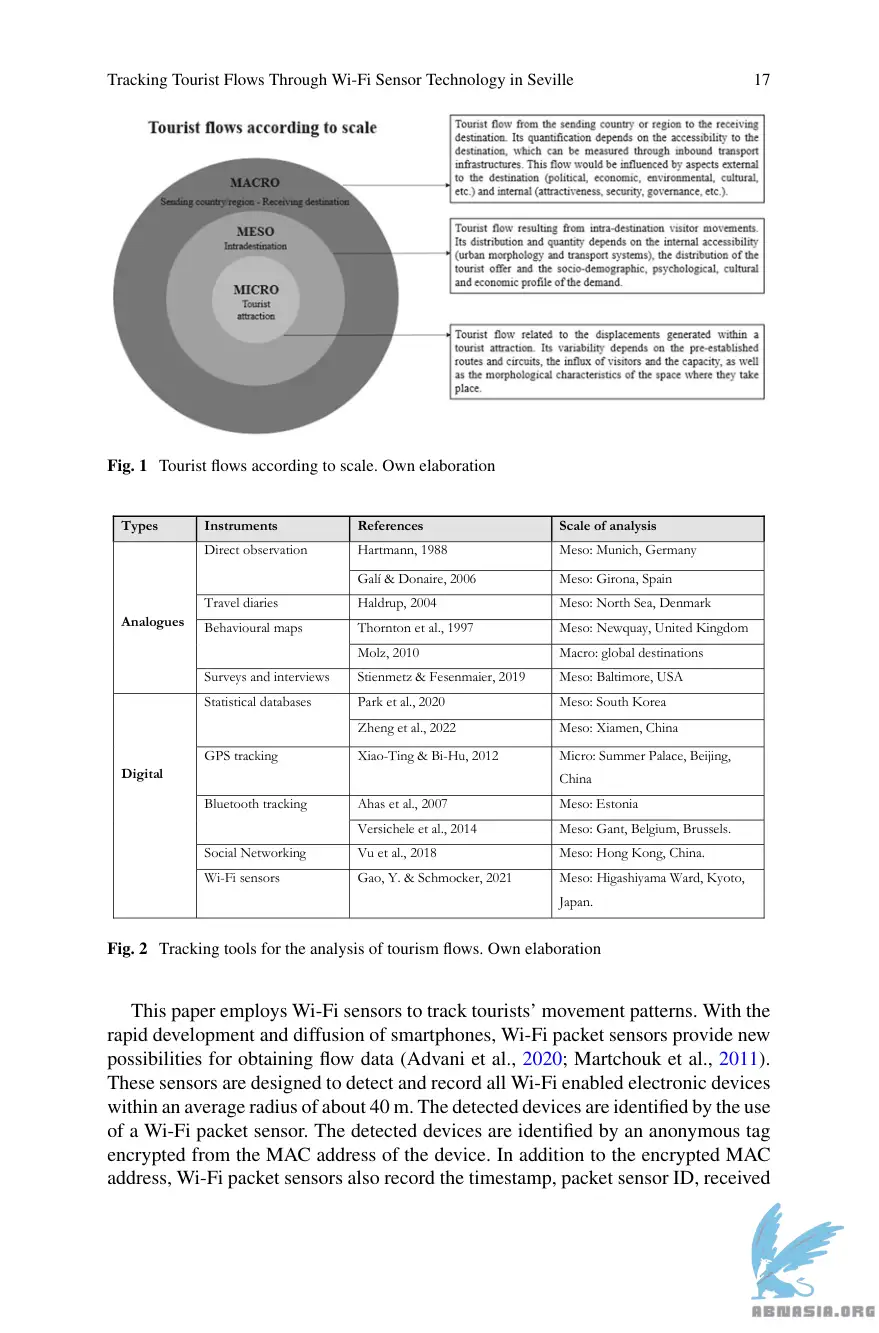 Tracking Tourist Flows Through Wi-Fi Sensor Technology in Seville 17
Tourist flows according to scale
MACRO
Sending country/region - Receiving destination
MESO
Intradestination
MICRO
Tourist
attraction
Tourist flow from the sending country or region to the receiving
destination. Its quantification depends on the accessibility to the
destination, which can be measured through inbound transport
infrastructures. This flow would be influenced by aspects external
to the destination (political, economic, environmental, cultural,
etc.) and internal (attractiveness, security, governance, etc.).
Tourist flow resulting from intra-destination visitor movements.
Its distribution and quantity depends on the internal accessibility
(urban morphology and transport systems), the distribution of the
tourist offer and the socio-demographic, psychological, cultural
and economic profile of the demand.
Tourist flow related to the displacements generated within a
tourist attraction. Its variability depends on the pre-established
routes and circuits, the influx of visitors and the capacity, as well
as the morphological characteristics of the space where they take
place.
Fig. 1 Tourist flows according to scale. Own elaboration
Types Instruments References Scale of analysis
Analogues
Direct observation Hartmann, 1988 Meso: Munich, Germany
Galí & Donaire, 2006 Meso: Girona, Spain
Travel diaries Haldrup, 2004 Meso: North Sea, Denmark
Behavioural maps Thornton et al., 1997 Meso: Newquay, United Kingdom
Molz, 2010 Macro: global destinations
Surveys and interviews Stienmetz & Fesenmaier, 2019 Meso: Baltimore, USA
Digital
Statistical databases Park et al., 2020 Meso: South Korea
Zheng et al., 2022 Meso: Xiamen, China
GPS tracking Xiao-Ting & Bi-Hu, 2012 Micro: Summer Palace, Beijing,
China
Bluetooth tracking Ahas et al., 2007 Meso: Estonia
Versichele et al., 2014 Meso: Gant, Belgium, Brussels.
Social Networking Vu et al., 2018 Meso: Hong Kong, China.
Wi-Fi sensors Gao, Y. & Schmocker, 2021 Meso: Higashiyama Ward, Kyoto,
Japan.
Fig. 2 Tracking tools for the analysis of tourism flows. Own elaboration
This paper employs Wi-Fi sensors to track tourists' movement patterns. With the
rapid development and diffusion of smartphones, Wi-Fi packet sensors provide new
possibilities for obtaining flow data (Advani et al., 2020; Martchouk et al., 2011).
These sensors are designed to detect and record all Wi-Fi enabled electronic devices
within an average radius of about 40 m. The detected devices are identified by the use
of a Wi-Fi packet sensor. The detected devices are identified by an anonymous tag
encrypted from the MAC address of the device. In addition to the encrypted MAC
address, Wi-Fi packet sensors also record the timestamp, packet sensor ID, received
ABNASIA.ORG